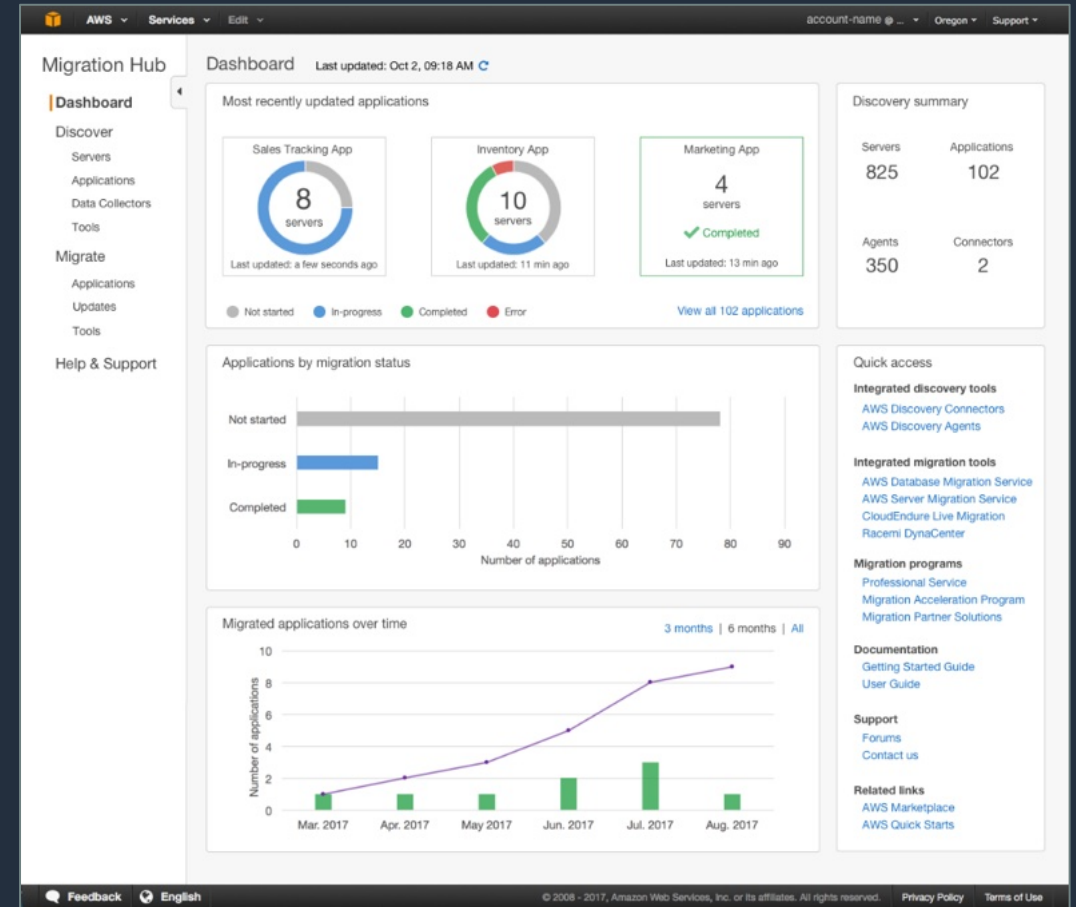 AWS Services Edit account-name @ ... Oregon Support
Migration Hub
Dashboard
Discover
Servers
Applications
Data Collectors
Tools
Migrate
Applications
Updates
Tools
Help & Support
Dashboard Last updated: Oct 2, 09:18 AM
Most recently updated applications
Sales Tracking App
8
servers
Last updated: a few seconds ago
Inventory App
10
servers
Last updated: 11 min ago
Marketing App
4
servers
Completed
Last updated: 13 min ago
Not started In-progress Completed Error
View all 102 applications
Discovery summary
Servers Applications
825 102
Agents Connectors
350 2
Applications by migration status
Not started
In-progress
Completed
0 10 20 30 40 50 60 70 80 90
Number of applications
Migrated applications over time
3 months | 6 months | All
Number of applications
10
8
6
4
2
0
Mar. 2017 Apr. 2017 May 2017 Jun. 2017 Jul. 2017 Aug. 2017
Quick access
Integrated discovery tools
AWS Discovery Connectors
AWS Discovery Agents
Integrated migration tools
AWS Database Migration Service
AWS Server Migration Service
CloudEndure Live Migration
Racemi DynaCenter
Migration programs
Professional Service
Migration Acceleration Program
Migration Partner Solutions
Documentation
Getting Started Guide
User Guide
Support
Forums
Contact us
Related links
AWS Marketplace
AWS Quick Starts
Feedback English © 2008 - 2017, Amazon Web Services, Inc. or its affiliates. All rights reserved. Privacy Policy Terms of Use